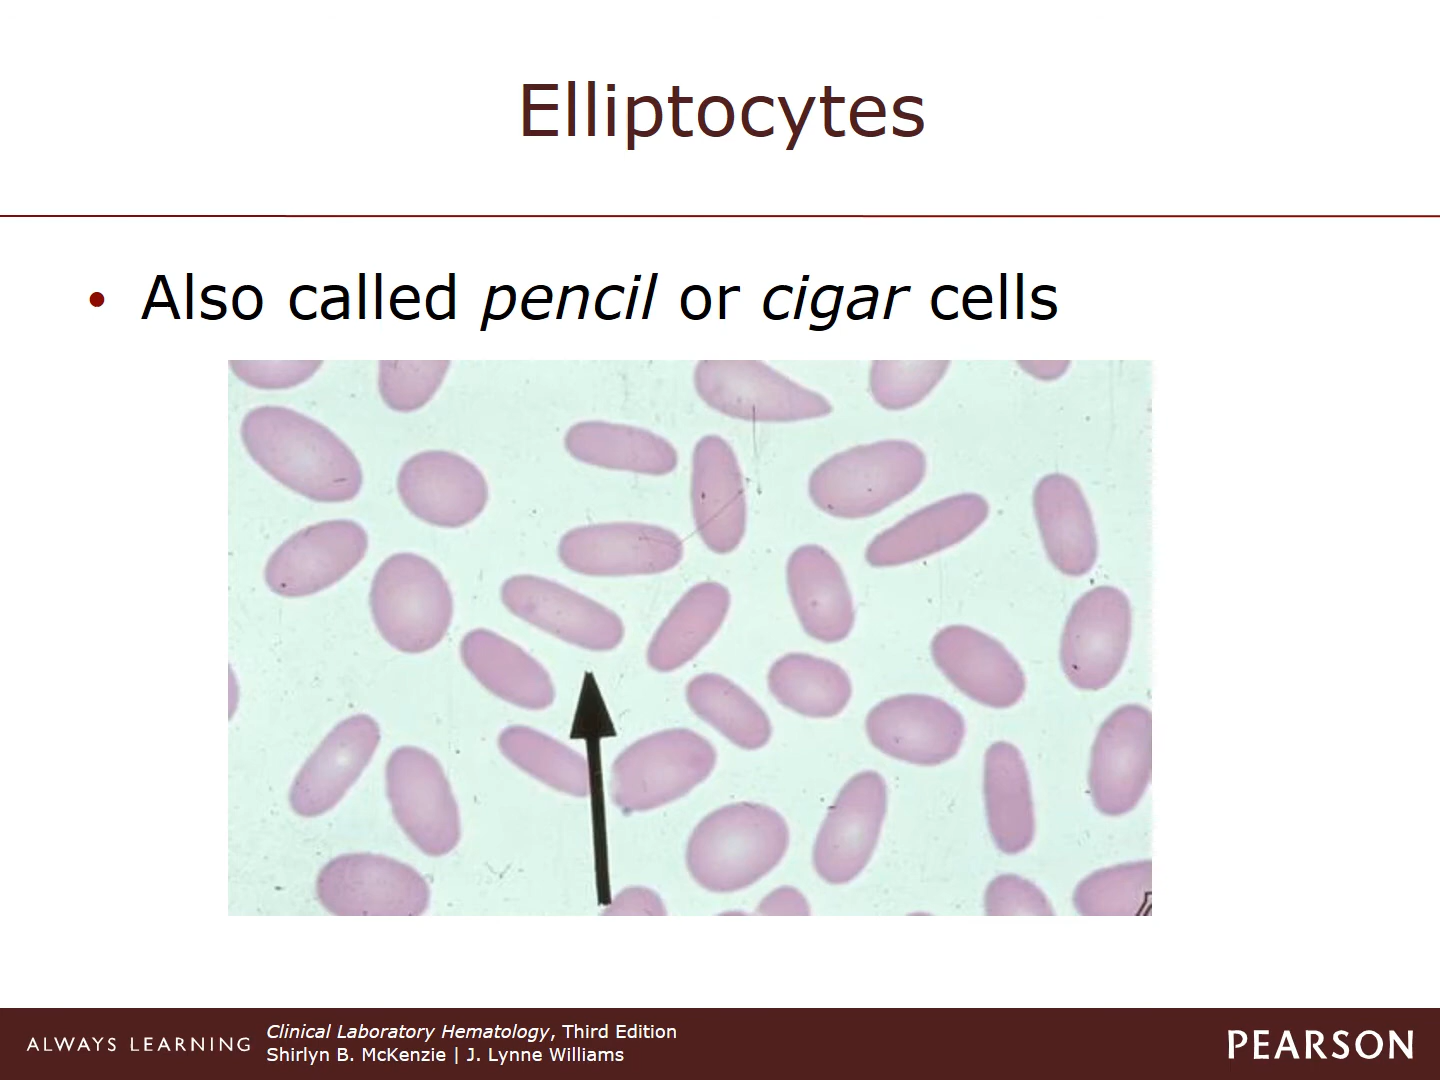 Elliptocytes
• Also called pencil or cigar cells
ALWAYS LEARNING
Clinical Laboratory Hematology, Third Edition
Shirlyn B. McKenzie | J. Lynne Williams
PEARSON